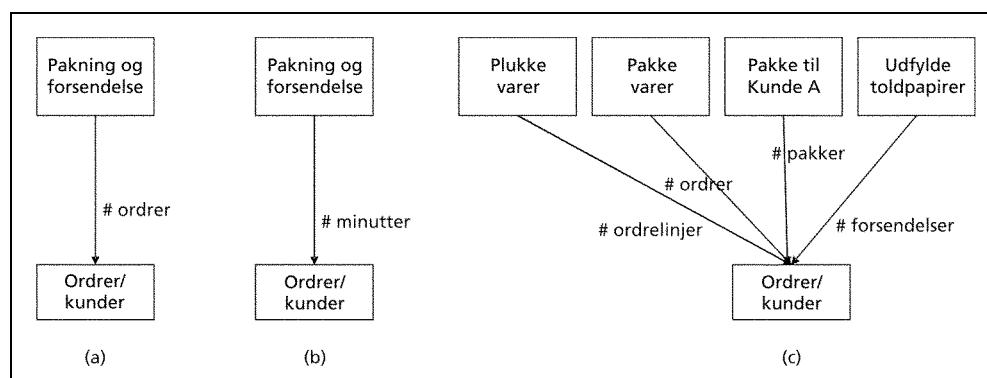 Pakning og
forsendelse
# ordrer
Ordrer/
kunder
(a)
Pakning og
forsendelse
# minutter
Ordrer/
kunder
(b)
Plukke
varer
Pakke
varer
Pakke til
Kunde A
Udfylde
toldpapirer
# pakker
# ordrer
# ordrelinjer
# forsendelser
Ordrer/
kunder
(c)